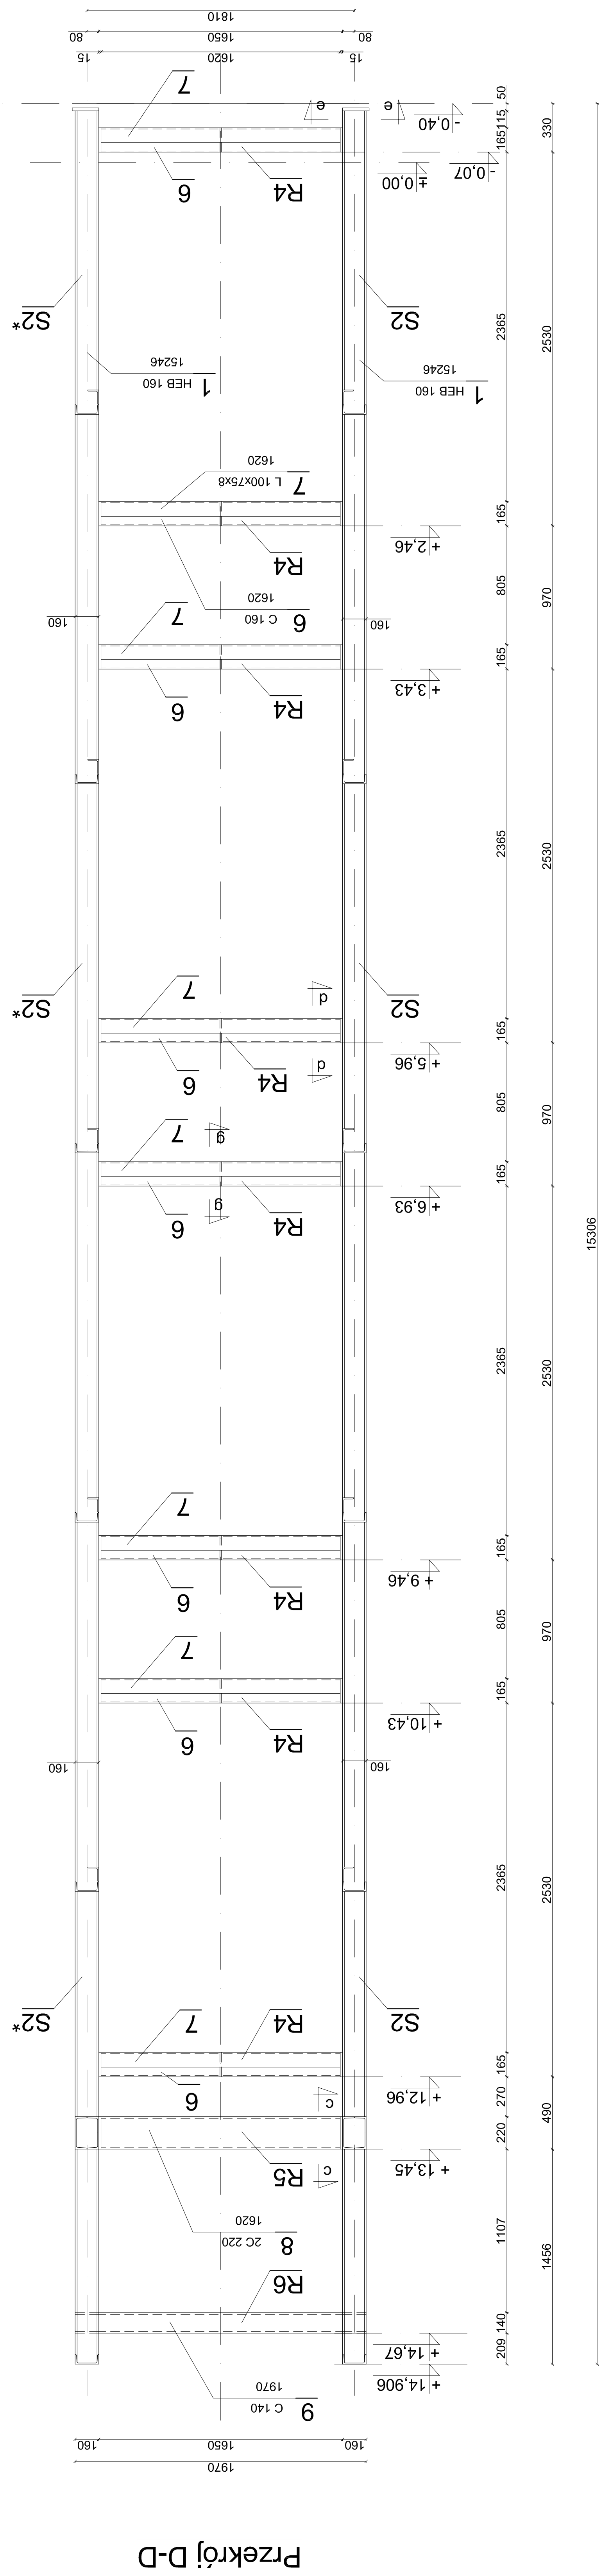 Przekrój D-D
1970
160
1650
160
9
C 140
1970
+ 14,906
+ 14,67
R6
8
2C 220
1620
+ 13,45
c
R5
c
+ 12,96
6
S2
R4
7
S2*
160
160
+ 10,43
R4
6
7
+ 9,46
R4
6
7
+ 6,93
R4
6
g
g
7
+ 5,96
d
R4
6
d
7
S2
S2*
+ 3,43
R4
6
7
160
160
6
C 160
1620
+ 2,46
R4
7
L 100x75x8
1620
1
HEB 160
15246
1
HEB 160
15246
S2
S2*
R4
6
± 0,00
- 0,07
- 0,40
e
e
7
15
1620
15
80
1650
80
1810
209
140
1107
220
270
165
2365
165
805
165
2365
165
805
165
2365
165
805
165
2365
165
115
50
1456
490
2530
970
2530
970
2530
970
2530
330
15306